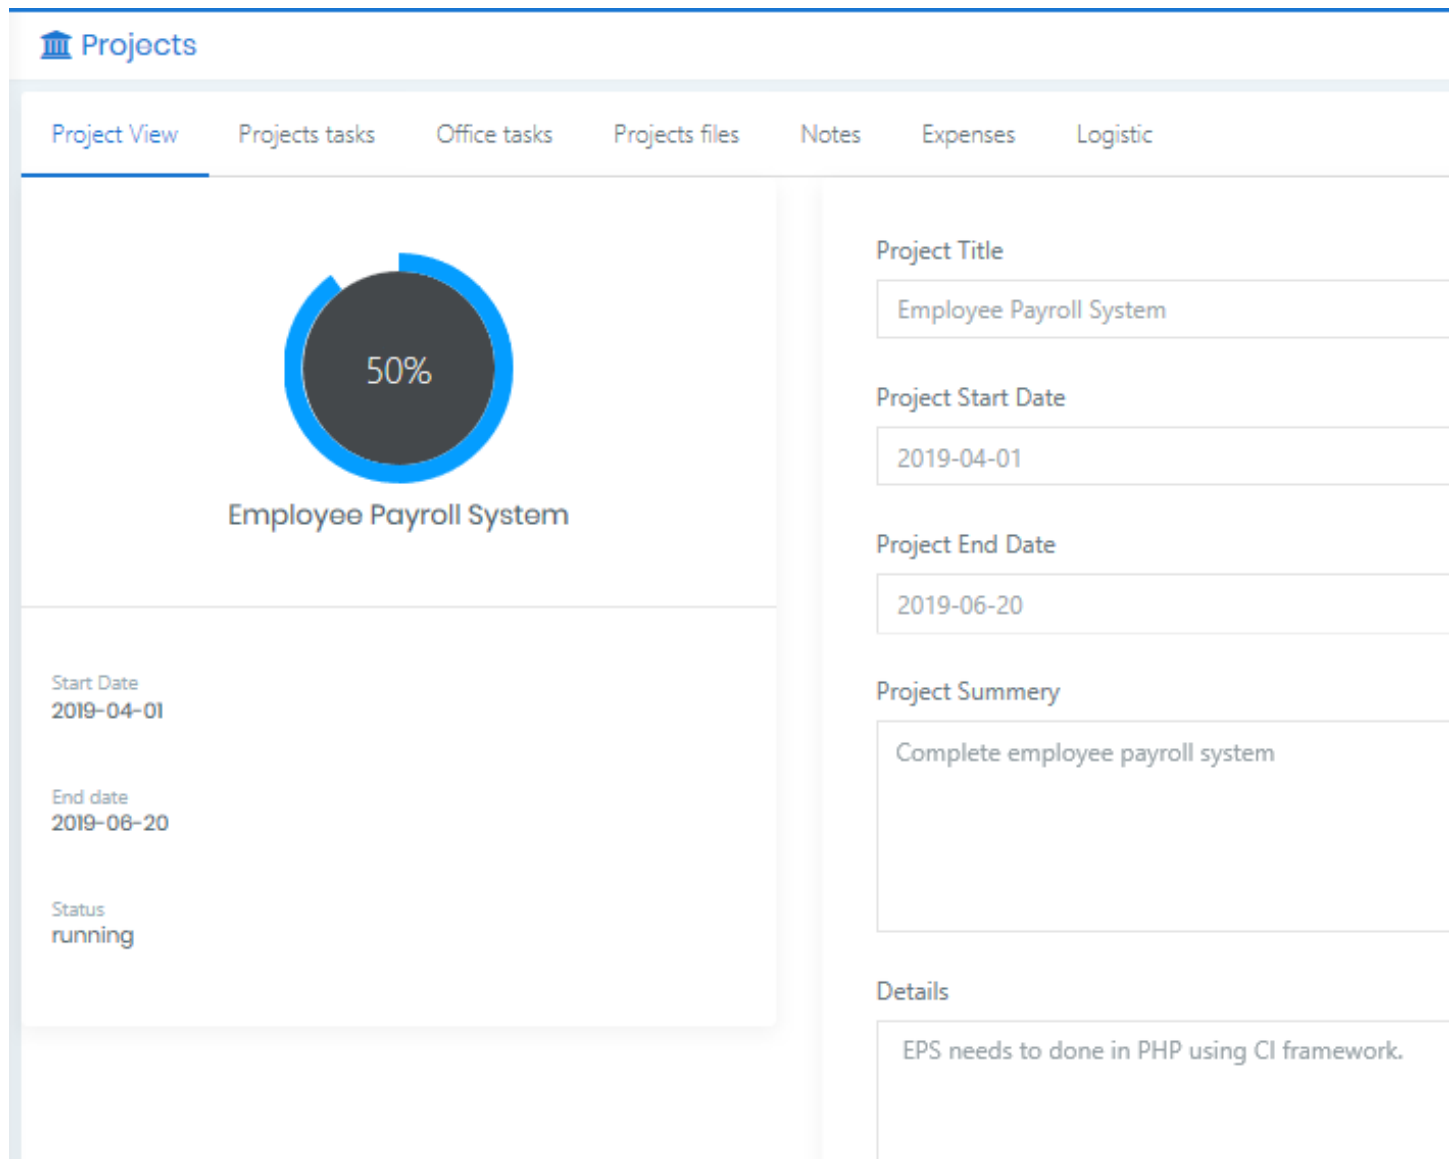 Projects
Project View Projects tasks Office tasks Projects files Notes Expenses Logistic
50%
Employee Payroll System
Start Date
2019-04-01
End date
2019-06-20
Status
running
Project Title
Employee Payroll System
Project Start Date
2019-04-01
Project End Date
2019-06-20
Project Summery
Complete employee payroll system
Details
EPS needs to done in PHP using CI framework.